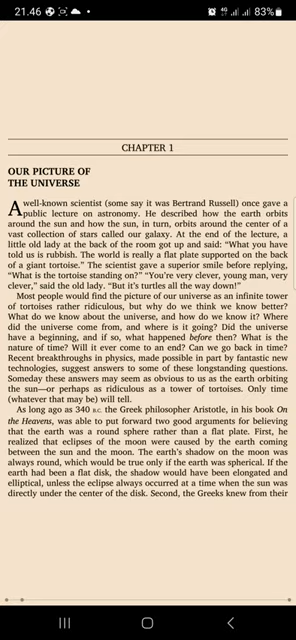 21.46 83%
CHAPTER 1
OUR PICTURE OF
THE UNIVERSE
A well-known scientist (some say it was Bertrand Russell) once gave a
public lecture on astronomy. He described how the earth orbits
around the sun and how the sun, in turn, orbits around the center of a
vast collection of stars called our galaxy. At the end of the lecture, a
little old lady at the back of the room got up and said: “What you have
told us is rubbish. The world is really a flat plate supported on the back
of a giant tortoise.” The scientist gave a superior smile before replying,
“What is the tortoise standing on?” “You’re very clever, young man, very
clever,” said the old lady. “But it’s turtles all the way down!”
Most people would find the picture of our universe as an infinite tower
of tortoises rather ridiculous, but why do we think we know better?
What do we know about the universe, and how do we know it? Where
did the universe come from, and where is it going? Did the universe
have a beginning, and if so, what happened before then? What is the
nature of time? Will it ever come to an end? Can we go back in time?
Recent breakthroughs in physics, made possible in part by fantastic new
technologies, suggest answers to some of these longstanding questions.
Someday these answers may seem as obvious to us as the earth orbiting
the sun—or perhaps as ridiculous as a tower of tortoises. Only time
(whatever that may be) will tell.
As long ago as 340 B.C. the Greek philosopher Aristotle, in his book On
the Heavens, was able to put forward two good arguments for believing
that the earth was a round sphere rather than a flat plate. First, he
realized that eclipses of the moon were caused by the earth coming
between the sun and the moon. The earth’s shadow on the moon was
always round, which would be true only if the earth was spherical. If the
earth had been a flat disk, the shadow would have been elongated and
elliptical, unless the eclipse always occurred at a time when the sun was
directly under the center of the disk. Second, the Greeks knew from their